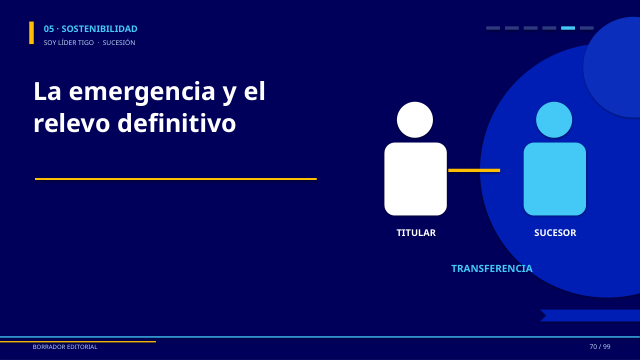 05 · SOSTENIBILIDAD
SOY LÍDER TIGO · SUCESIÓN
La emergencia y el
relevo definitivo
TITULAR
SUCESOR
TRANSFERENCIA
BORRADOR EDITORIAL
70 / 99